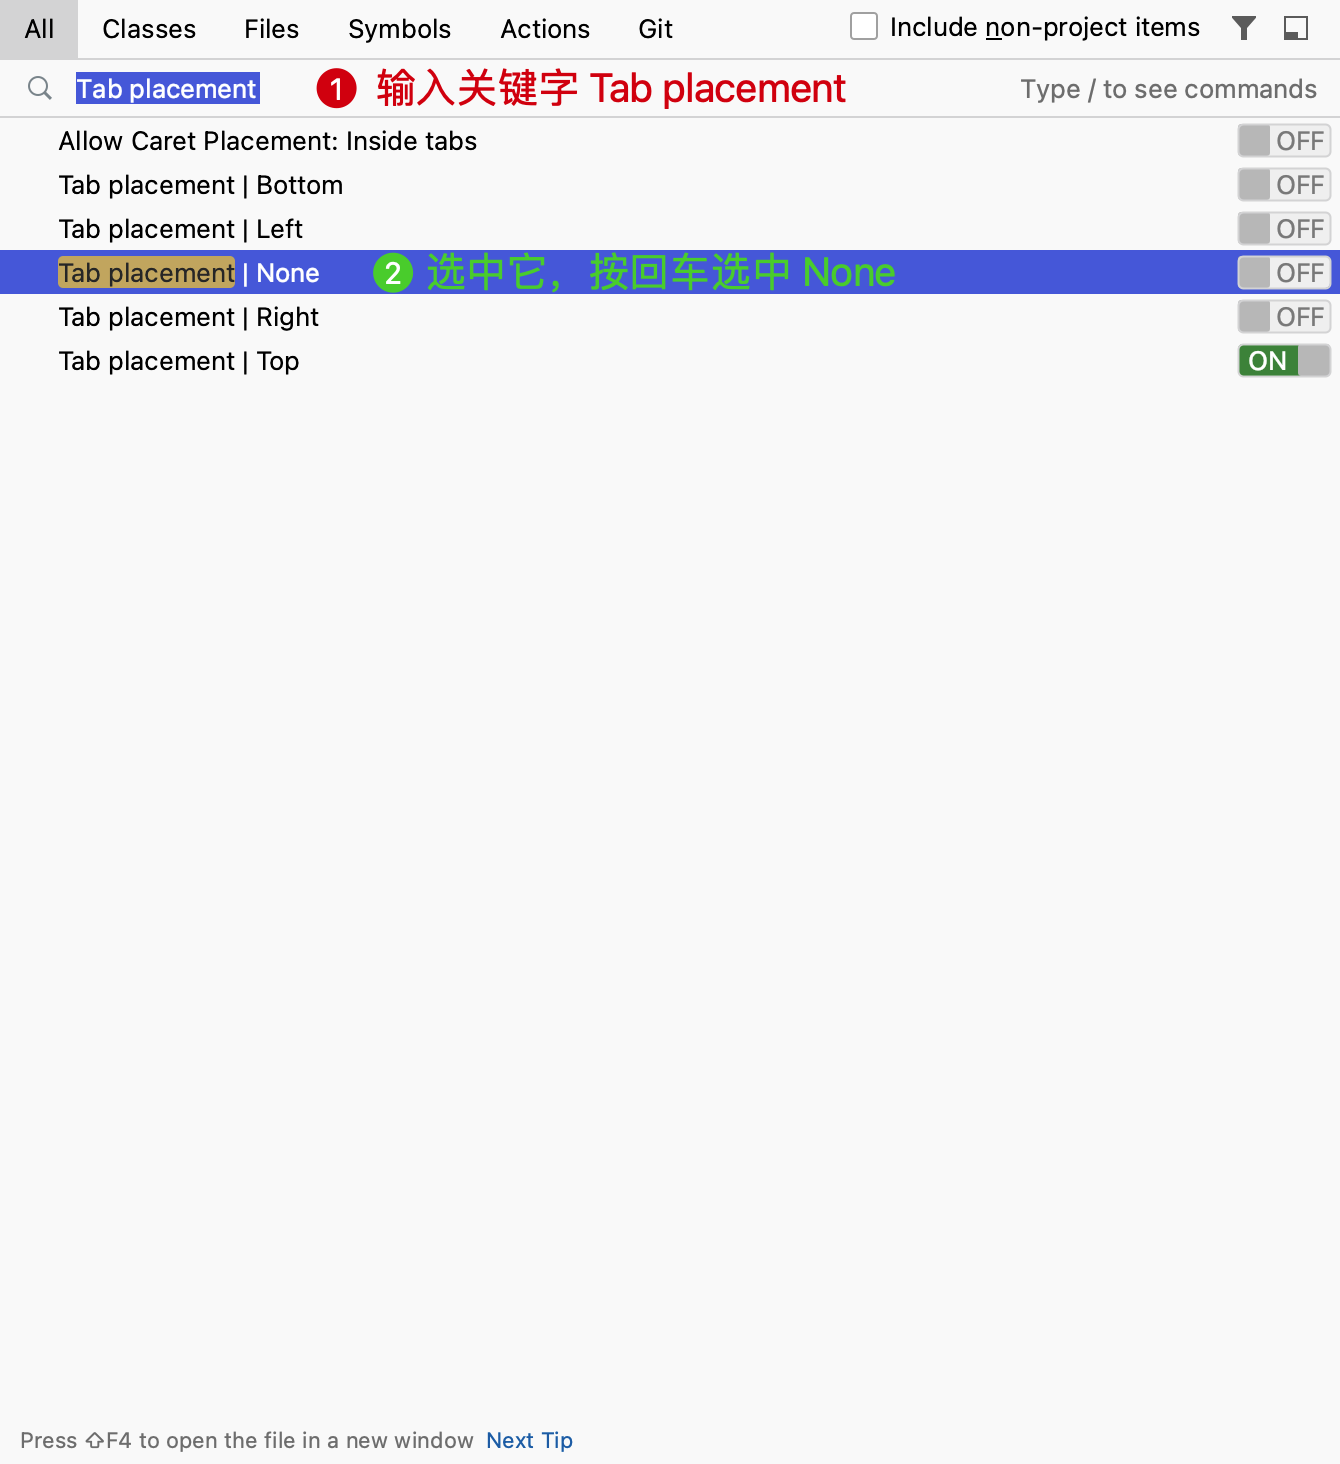 All Classes Files Symbols Actions Git Include non-project items
Tab placement 1 输入关键字 Tab placement Type / to see commands
Allow Caret Placement: Inside tabs OFF
Tab placement | Bottom OFF
Tab placement | Left OFF
Tab placement | None 2 选中它，按回车选中 None OFF
Tab placement | Right OFF
Tab placement | Top ON
Press ⇧F4 to open the file in a new window Next Tip